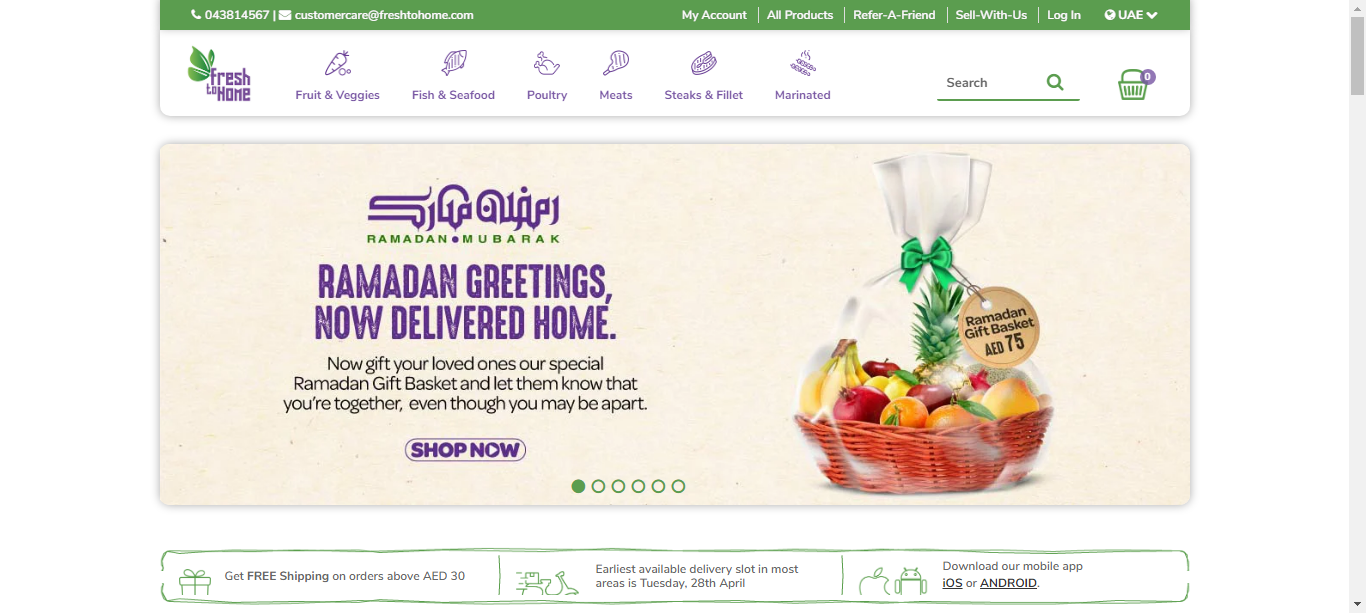 043814567 | customercare@freshtohome.com
My Account
All Products
Refer-A-Friend
Sell-With-Us
Log In
UAE
fresh
to HOME
Fruit & Veggies
Fish & Seafood
Poultry
Meats
Steaks & Fillet
Marinated
Search
0
رمضان مبارك
RAMADAN•MUBARAK
RAMADAN GREETINGS,
NOW DELIVERED HOME.
Now gift your loved ones our special
Ramadan Gift Basket and let them know that
you're together, even though you may be apart.
SHOP NOW
Ramadan
Gift Basket
AED 75
Get FREE Shipping on orders above AED 30
Earliest available delivery slot in most
areas is Tuesday, 28th April
Download our mobile app
iOS or ANDROID.